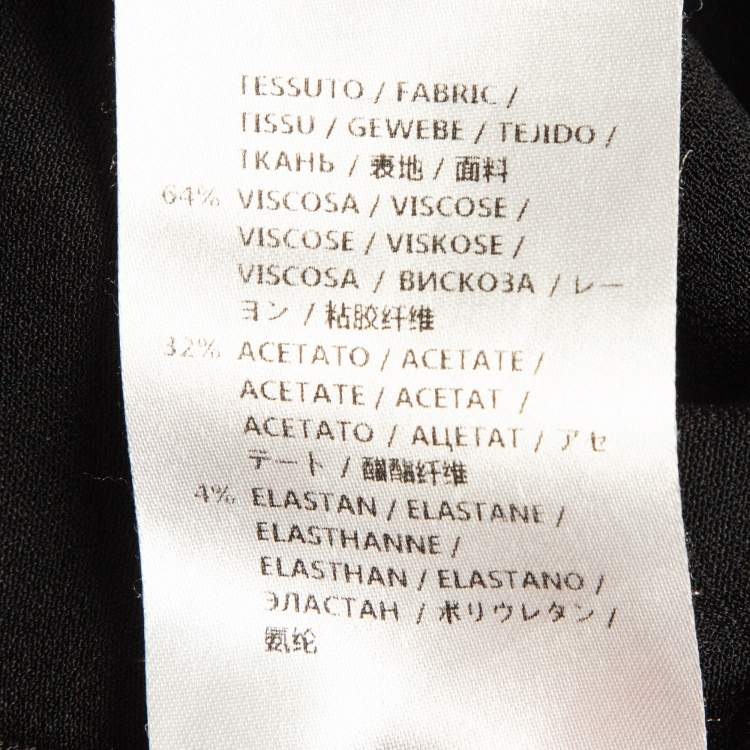 TESSUTO / FABRIC /
TISSU / GEWEBE / TEJIDO /
ТКАНЬ / 表地 / 面料
64% VISCOSA / VISCOSE /
VISCOSE / VISKOSE /
VISCOSA / ВИСКОЗА / レー
ヨン / 粘胶纤维
32% ACETATO / ACETATE /
ACETATE / ACETAT /
ACETATO / АЦЕТАТ / アセ
テート / 醋酯纤维
4% ELASTAN / ELASTANE /
ELASTHANNE /
ELASTHAN / ELASTANO /
ЭЛАСТАН / ポリウレタン /
氨纶